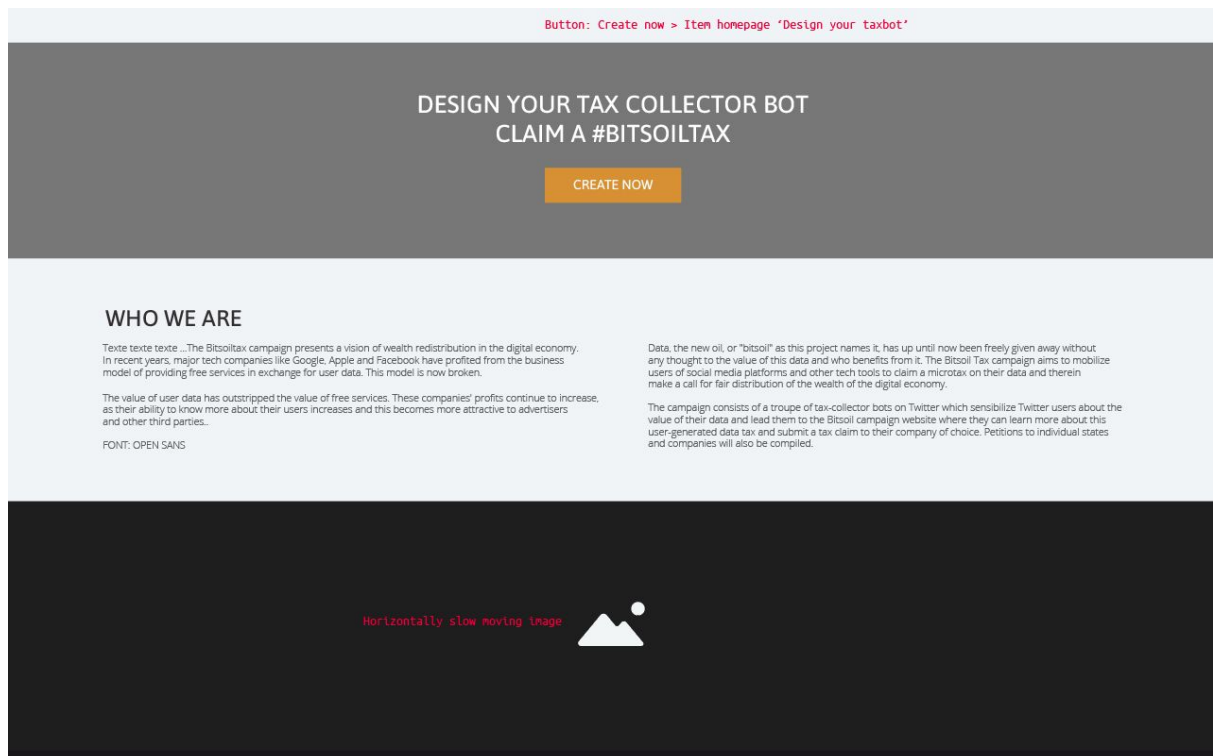 Button: Create now > Item homepage ‘Design your taxbot’
DESIGN YOUR TAX COLLECTOR BOT
CLAIM A #BITSOILTAX
CREATE NOW
WHO WE ARE
Texte texte texte ...The Bitsoiltax campaign presents a vision of wealth redistribution in the digital economy.
In recent years, major tech companies like Google, Apple and Facebook have profited from the business
model of providing free services in exchange for user data. This model is now broken.
The value of user data has outstripped the value of free services. These companies' profits continue to increase,
as their ability to know more about their users increases and this becomes more attractive to advertisers
and other third parties..
FONT: OPEN SANS
Data, the new oil, or "bitsoil" as this project names it, has up until now been freely given away without
any thought to the value of this data and who benefits from it. The Bitsoil Tax campaign aims to mobilize
users of social media platforms and other tech tools to claim a microtax on their data and therein
make a call for fair distribution of the wealth of the digital economy.
The campaign consists of a troupe of tax-collector bots on Twitter which sensibilize Twitter users about the
value of their data and lead them to the Bitsoil campaign website where they can learn more about this
user-generated data tax and submit a tax claim to their company of choice. Petitions to individual states
and companies will also be compiled.
Horizontally slow moving image